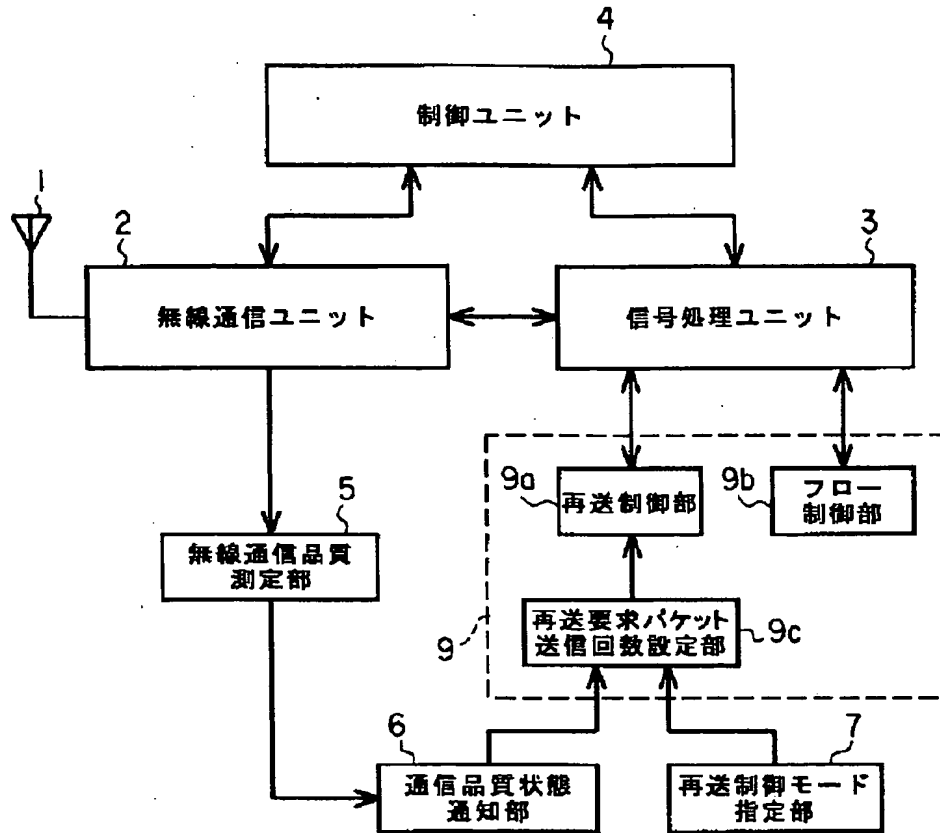 4
制御ユニット
1
2
無線通信ユニット
3
信号処理ユニット
5
無線通信品質
測定部
9a
再送制御部
9b
フロー
制御部
9
再送要求パケット
送信回数設定部
9c
6
通信品質状態
通知部
7
再送制御モード
指定部